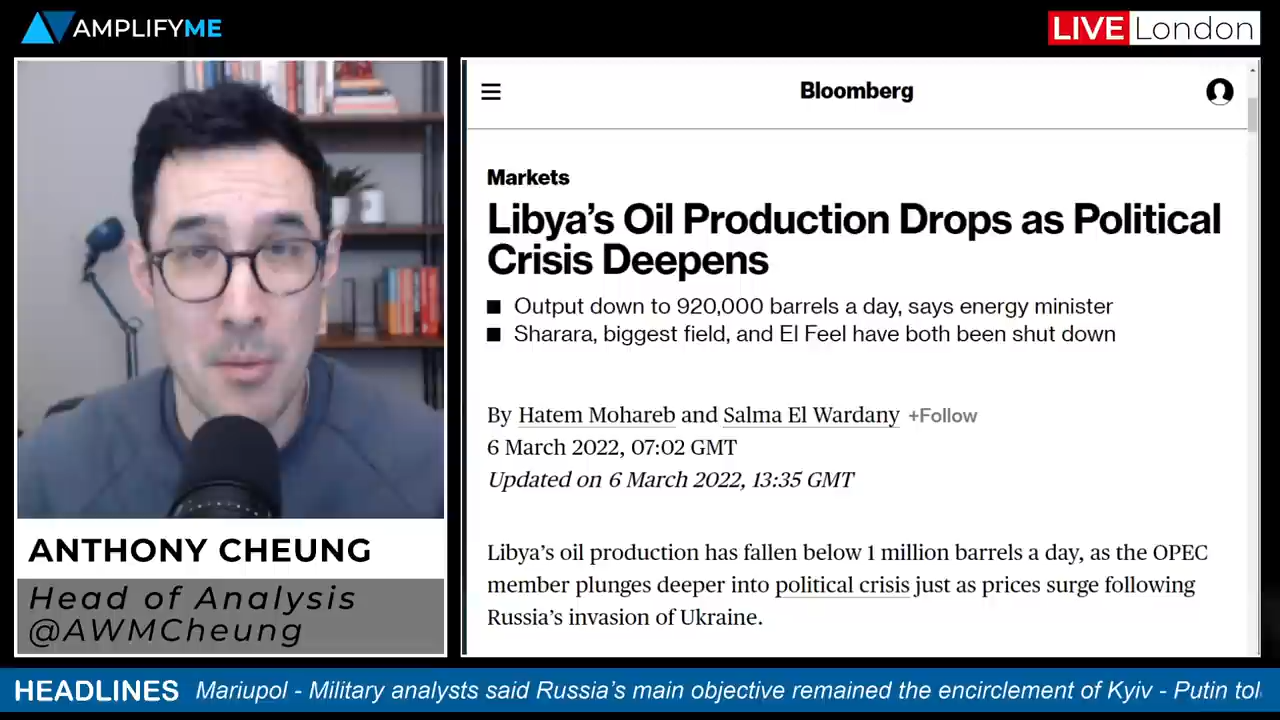 AMPLIFYME
LIVE London
Bloomberg
Markets
Libya's Oil Production Drops as Political
Crisis Deepens
Output down to 920,000 barrels a day, says energy minister
Sharara, biggest field, and El Feel have both been shut down
By Hatem Mohareb and Salma El Wardany +Follow
6 March 2022, 07:02 GMT
Updated on 6 March 2022, 13:35 GMT
Libya's oil production has fallen below 1 million barrels a day, as the OPEC
member plunges deeper into political crisis just as prices surge following
Russia's invasion of Ukraine.
ANTHONY CHEUNG
Head of Analysis
@AWMCheung
HEADLINES Mariupol - Military analysts said Russia's main objective remained the encirclement of Kyiv - Putin tol